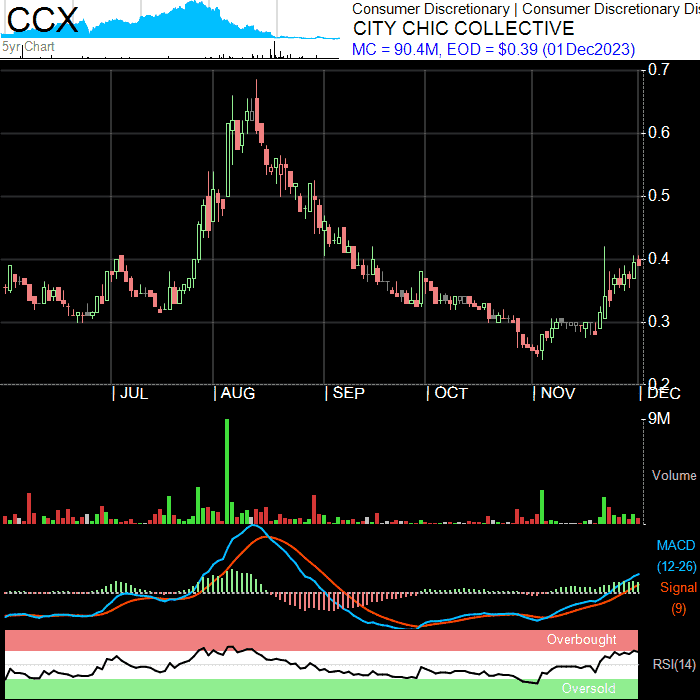 CCX
5yr Chart
Consumer Discretionary | Consumer Discretionary Dis
CITY CHIC COLLECTIVE
MC = 90.4M, EOD = $0.39 (01Dec2023)
0.7
0.6
0.5
0.4
0.3
0.2
JUL AUG SEP OCT NOV DEC
9M
Volume
MACD
(12-26)
Signal
(9)
Overbought
RSI(14)
Oversold